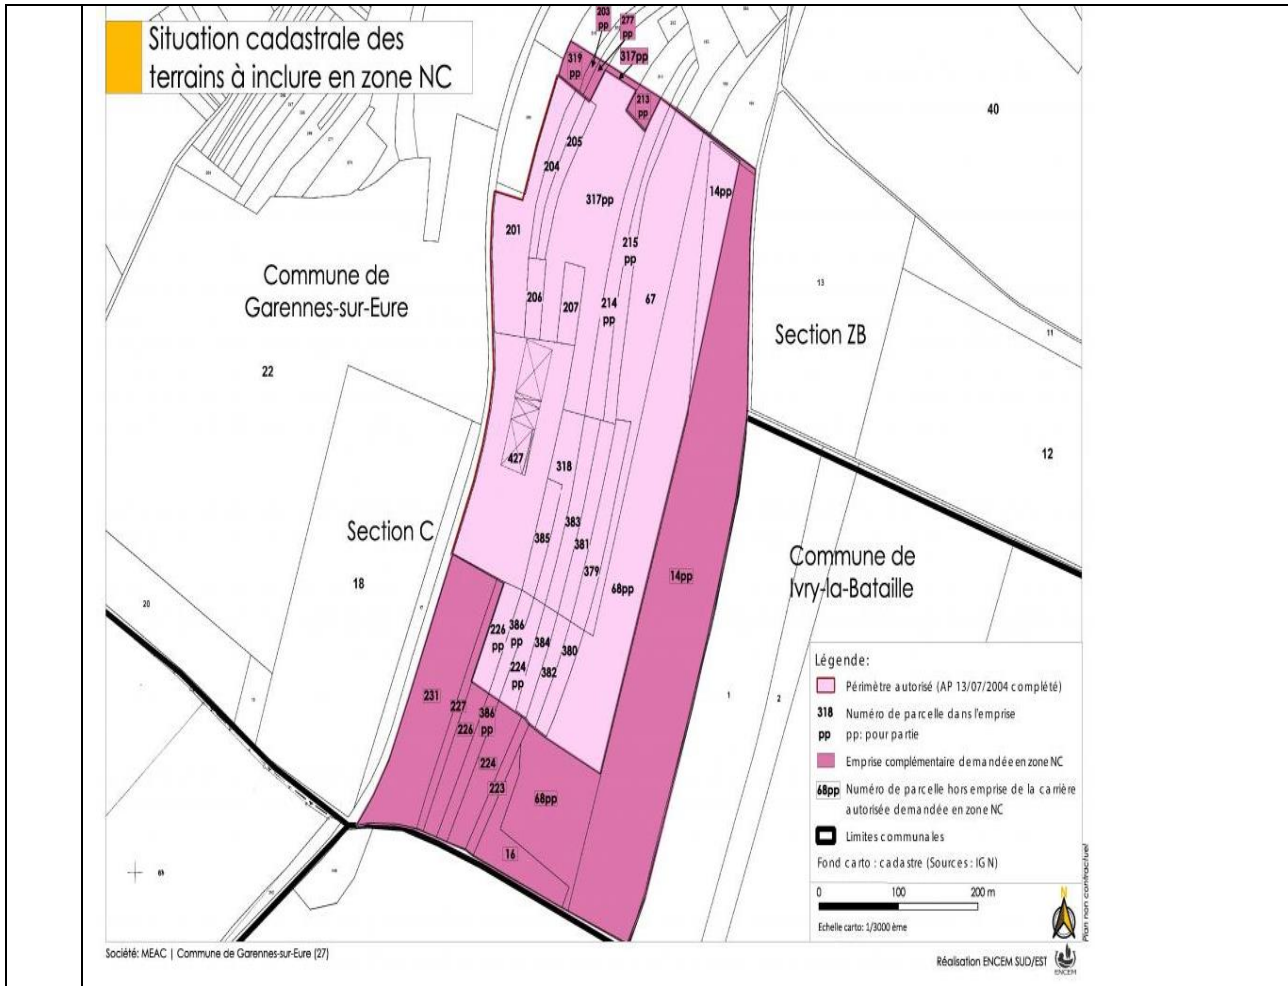 Situation cadastrale des
terrains à inclure en zone NC
203
pp
277
pp
317pp
319
pp
213
pp
40
205
204
14pp
317pp
201
215
pp
Commune de
Garennes-sur-Eure
13
206
207
214
pp
67
Section ZB
11
22
12
427
318
383
Section C
385
381
Commune de
Ivry-la-Bataille
379
14pp
18
68pp
20
226
pp
386
pp
384
380
224
pp
382
231
227
386
pp
226
1
2
224
223
68pp
16
Légende:
Périmètre autorisé (AP 13/07/2004 complété)
318 Numéro de parcelle dans l'emprise
pp pp: pour partie
Emprise complémentaire demandée en zone NC
68pp Numéro de parcelle hors emprise de la carrière
autorisée demandée en zone NC
Limites communales
Fond carto : cadastre (Sources : IGN)
0 100 200 m
Echelle carto: 1/3000 ème
N
Plan non contractuel
Société: MEAC | Commune de Garennes-sur-Eure (27)
Réalisation ENCEM SUD/EST
ENCEM